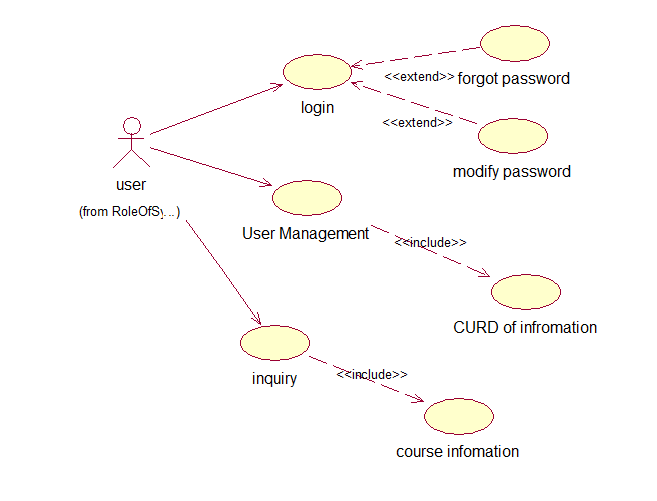 <<extend>>
forgot password
login
<<extend>>
modify password
user
(from RoleOfSy...)
User Management
<<include>>
CURD of infromation
inquiry
<<include>>
course infomation